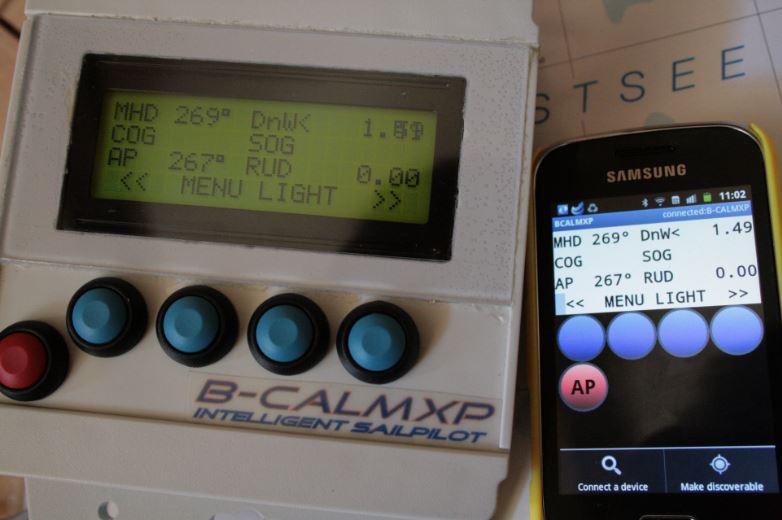 MHD 269° DnW<
COG SOG
AP 267° RUD 0.00
<< MENU LIGHT >>
B-CALMXP
INTELLIGENT SAILPILOT
STSEE
SAMSUNG
11:02
BCALMXP connected:B-CALMXP
MHD 269° DnW< 1.49
COG SOG
AP 267° RUD 0.00
<< MENU LIGHT >>
AP
Connect a device Make discoverable